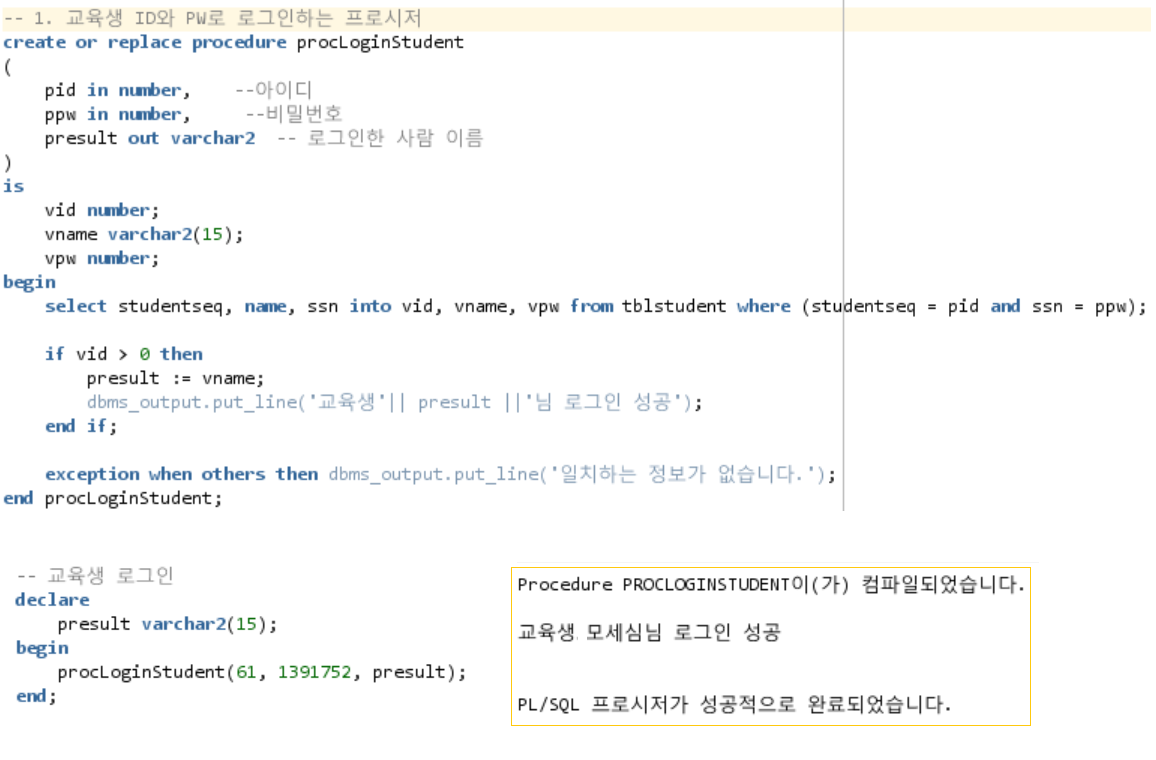 -- 1. 교육생 ID와 PW로 로그인하는 프로시저
create or replace procedure procLoginStudent
(
    pid in number,    --아이디
    ppw in number,     --비밀번호
    presult out varchar2  -- 로그인한 사람 이름
)
is
    vid number;
    vname varchar2(15);
    vpw number;
begin
    select studentseq, name, ssn into vid, vname, vpw from tblstudent where (studentseq = pid and ssn = ppw);
    if vid > 0 then
        presult := vname;
        dbms_output.put_line('교육생'|| presult ||'님 로그인 성공');
    end if;
    exception when others then dbms_output.put_line('일치하는 정보가 없습니다.');
end procLoginStudent;
-- 교육생 로그인
declare
    presult varchar2(15);
begin
    procLoginStudent(61, 1391752, presult);
end;
Procedure PROCLOGINSTUDENT이(가) 컴파일되었습니다.
교육생 모세심님 로그인 성공
PL/SQL 프로시저가 성공적으로 완료되었습니다.